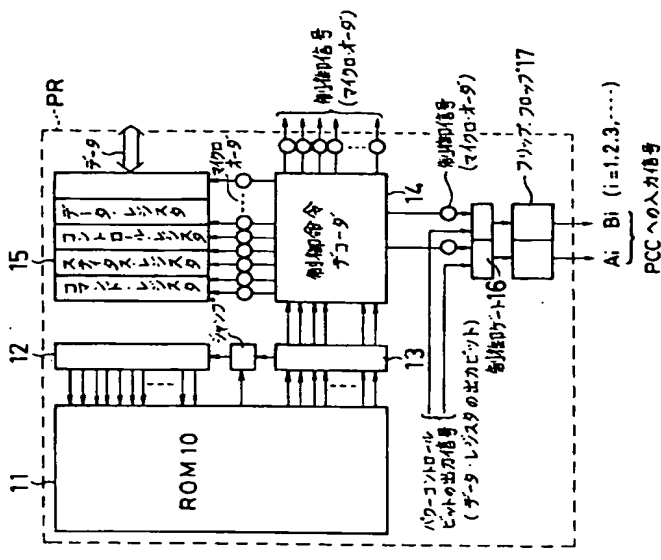 PR
データ
11
12
15
ROM10
コマンド・レジスタ
ステイタス・レジスタ
コントロール・レジスタ
データ・レジスタ
ジャンプ
マイクロ
オーダ
13
制御命令
デコーダ
14
制御信号
(マイクロ・オーダ)
制御信号
(マイクロ・オーダ)
パワーコントロール
ビットの出力信号
(データ・レジスタの出力ビット)
制御ゲート16
フリップ・フロップ17
Ai Bi (i=1,2,3,····)
PCCへの入力信号